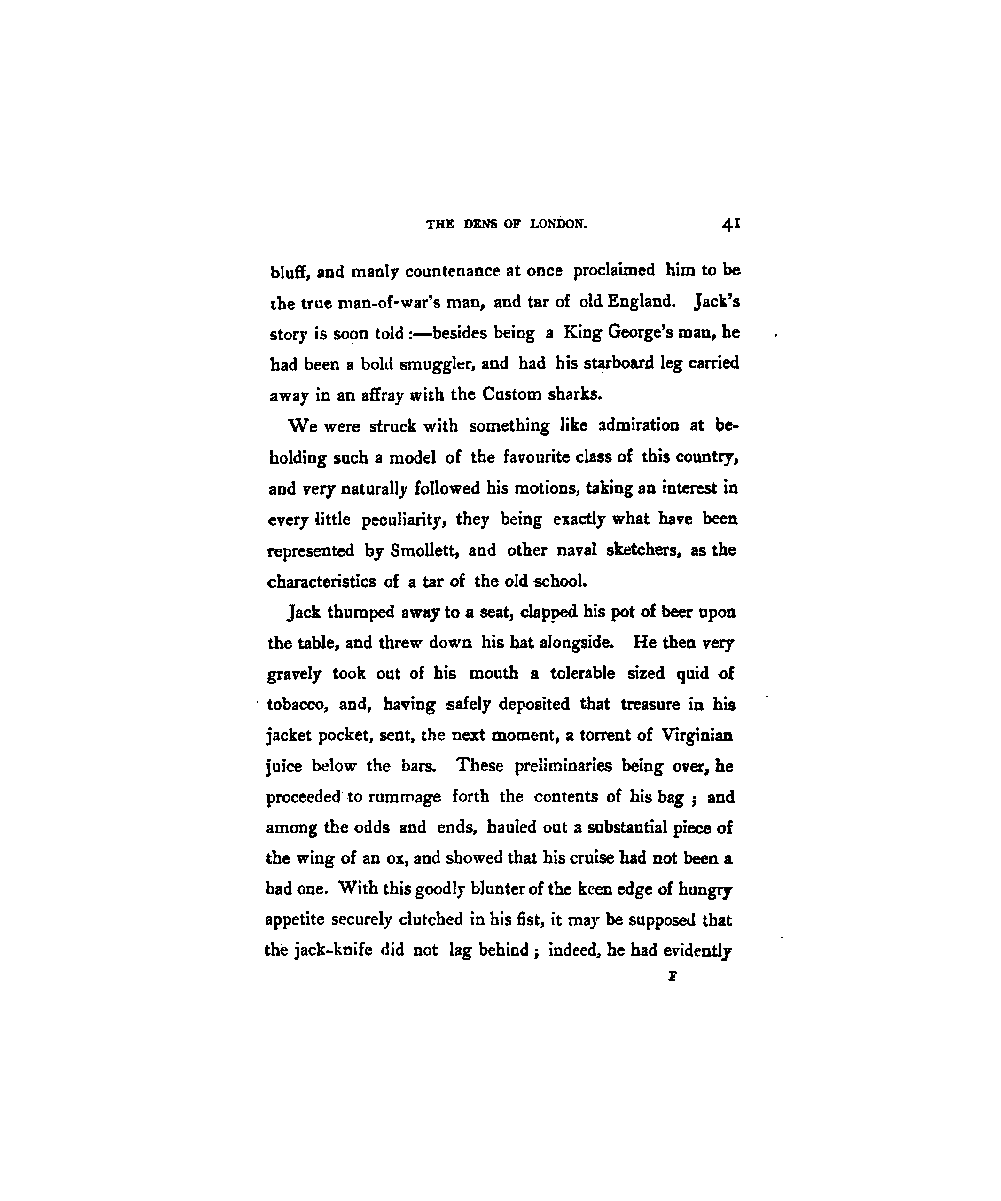 THE DENS OF LONDON. 41
bluff, and manly countenance at once proclaimed him to be
the true man-of-war's man, and tar of old England. Jack's
story is soon told :—besides being a King George's man, he
had been a bold smuggler, and had his starboard leg carried
away in an affray with the Custom sharks.
We were struck with something like admiration at be-
holding such a model of the favourite class of this country,
and very naturally followed his motions, taking an interest in
every little peculiarity, they being exactly what have been
represented by Smollett, and other naval sketchers, as the
characteristics of a tar of the old school.
Jack thumped away to a seat, clapped his pot of beer upon
the table, and threw down his hat alongside. He then very
gravely took out of his mouth a tolerable sized quid of
tobacco, and, having safely deposited that treasure in his
jacket pocket, sent, the next moment, a torrent of Virginian
juice below the bars. These preliminaries being over, he
proceeded to rummage forth the contents of his bag ; and
among the odds and ends, hauled out a substantial piece of
the wing of an ox, and showed that his cruise had not been a
bad one. With this goodly blunter of the keen edge of hungry
appetite securely clutched in his fist, it may be supposed that
the jack-knife did not lag behind ; indeed, he had evidently
F